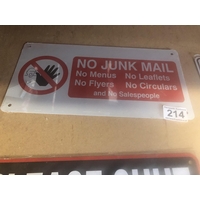 NO JUNK MAIL
No Menus No Leaflets
No Flyers No Circulars
and No Salespeople
214